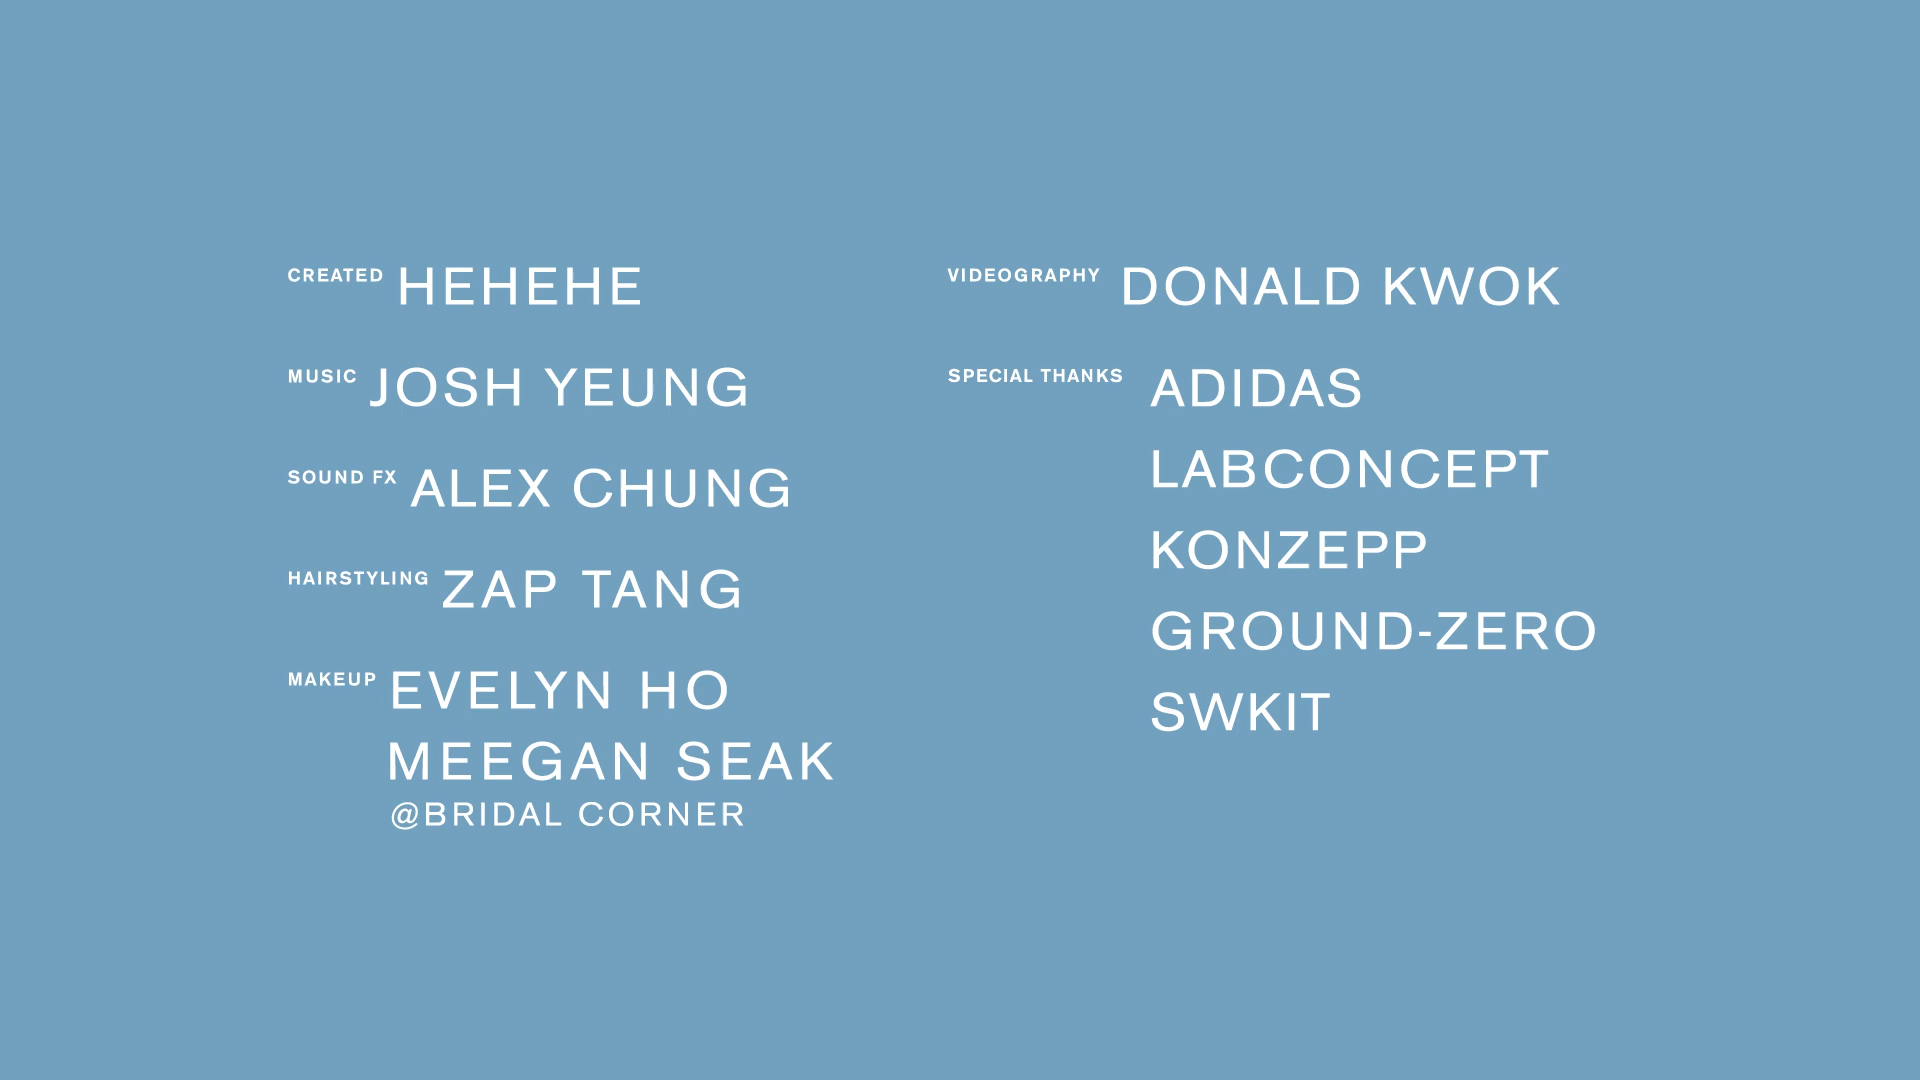 CREATED HEHEHE
MUSIC JOSH YEUNG
SOUND FX ALEX CHUNG
HAIRSTYLING ZAP TANG
MAKEUP EVELYN HO
MEEGAN SEAK
@BRIDAL CORNER
VIDEOGRAPHY DONALD KWOK
SPECIAL THANKS ADIDAS
LABCONCEPT
KONZEPP
GROUND-ZERO
SWKIT